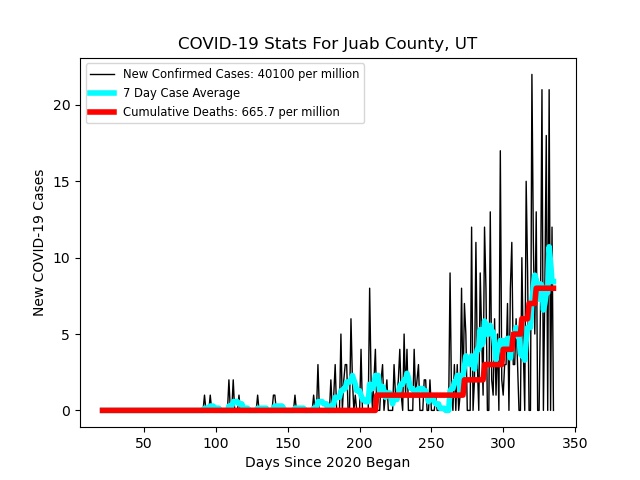 COVID-19 Stats For Juab County, UT
New Confirmed Cases: 40100 per million
7 Day Case Average
Cumulative Deaths: 665.7 per million
New COVID-19 Cases
20
15
10
5
0
50
100
150
200
250
300
350
Days Since 2020 Began